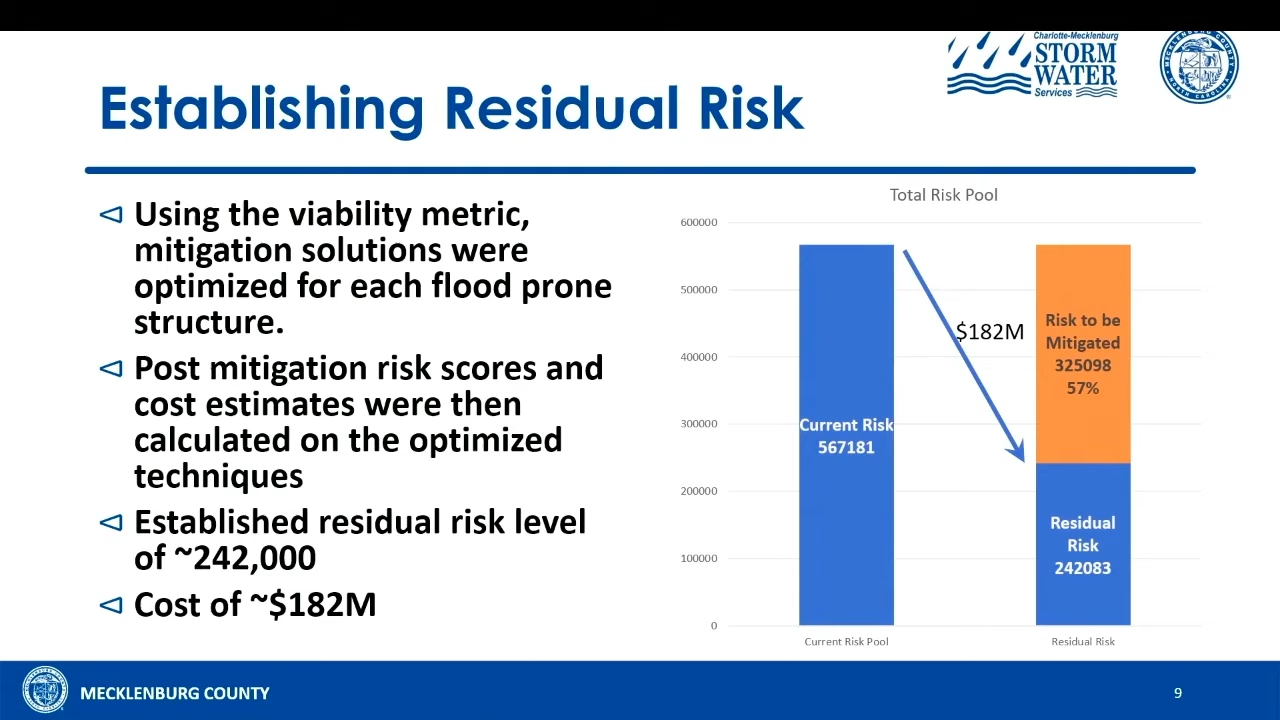 Charlotte-Mecklenburg
STORM
WATER
Services
Establishing Residual Risk
Using the viability metric,
mitigation solutions were
optimized for each flood prone
structure.
Post mitigation risk scores and
cost estimates were then
calculated on the optimized
techniques
Established residual risk level
of ~242,000
Cost of ~$182M
Total Risk Pool
600000
500000
400000
300000
200000
100000
0
Current Risk
567181
$182M
Risk to be
Mitigated
325098
57%
Residual
Risk
242083
Current Risk Pool
Residual Risk
MECKLENBURG COUNTY
NORTH CAROLINA
MECKLENBURG COUNTY
9